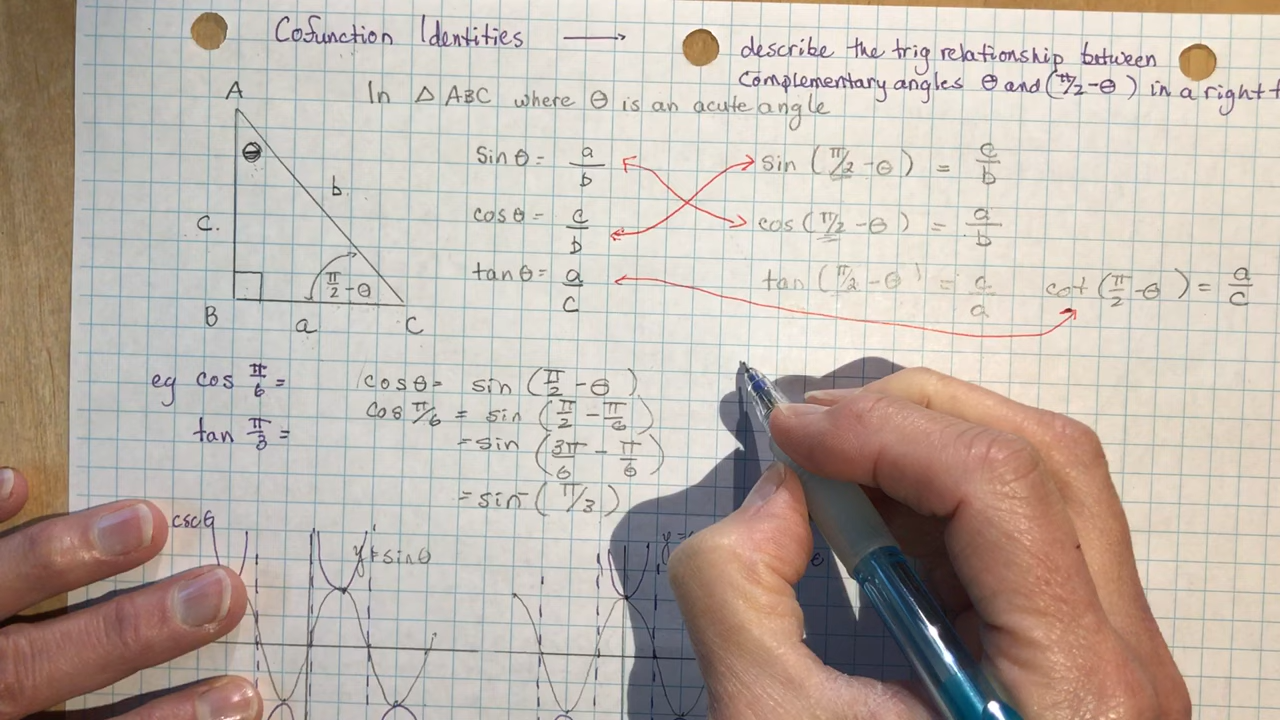 Cofunction Identities →
describe the trig relationship between
complementary angles θ and (π/2-θ) in a right
In △ ABC where θ is an acute angle
A
θ
b.
c.
π/2 - θ
B
a
C
sin θ = a/b
sin (π/2 - θ) = c/b
cos θ = c/b
cos (π/2 - θ) = a/b
tan θ = a/c
tan (π/2 - θ) = c/a
cot (π/2 - θ) = a/c
eg cos π/6 =
tan π/3 =
cos θ = sin (π/2 - θ)
cos π/6 = sin (π/2 - π/6)
= sin (3π/6 - π/6)
= sin (π/3)
csc θ
y = sin θ